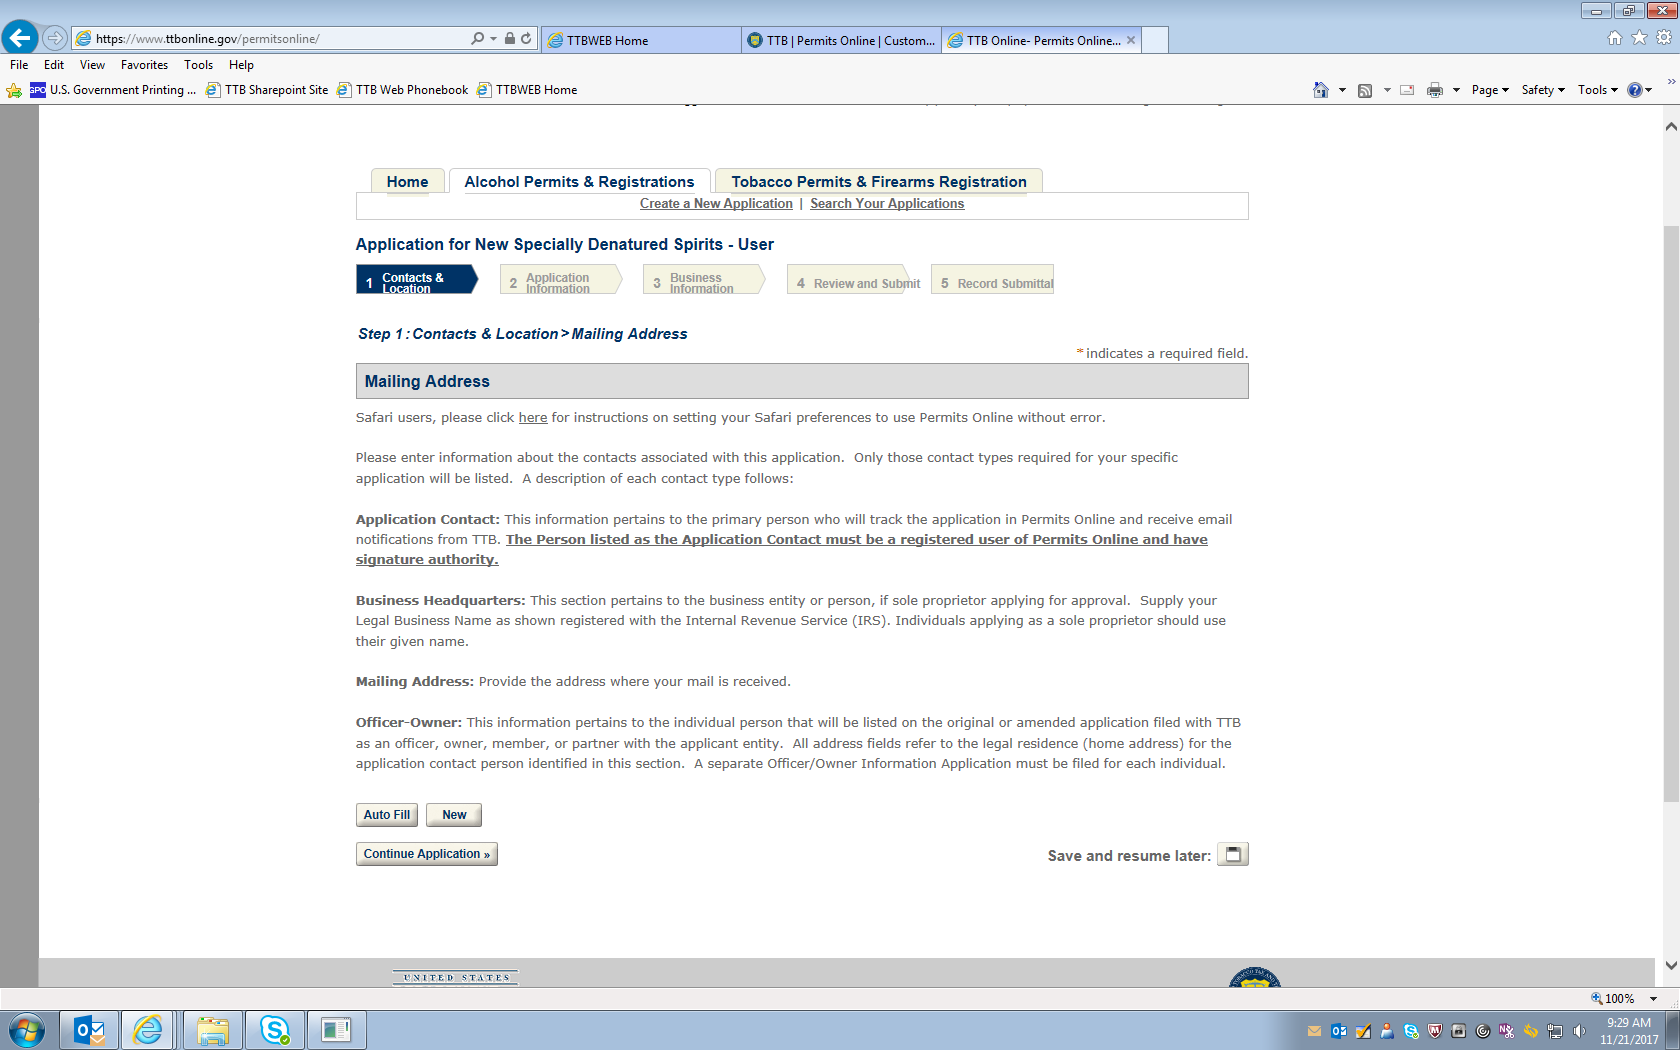 https://www.ttbonline.gov/permitsonline/
TTBWEB Home
TTB | Permits Online | Custom...
TTB Online- Permits Online...
File Edit View Favorites Tools Help
GPO U.S. Government Printing ... TTB Sharepoint Site TTB Web Phonebook TTBWEB Home
Page Safety Tools
Home Alcohol Permits & Registrations Tobacco Permits & Firearms Registration
Create a New Application | Search Your Applications
Application for New Specially Denatured Spirits - User
1 Contacts & Location
2 Application Information
3 Business Information
4 Review and Submit
5 Record Submittal
Step 1: Contacts & Location > Mailing Address
* indicates a required field.
Mailing Address
Safari users, please click here for instructions on setting your Safari preferences to use Permits Online without error.
Please enter information about the contacts associated with this application. Only those contact types required for your specific
application will be listed. A description of each contact type follows:
Application Contact: This information pertains to the primary person who will track the application in Permits Online and receive email
notifications from TTB. The Person listed as the Application Contact must be a registered user of Permits Online and have
signature authority.
Business Headquarters: This section pertains to the business entity or person, if sole proprietor applying for approval. Supply your
Legal Business Name as shown registered with the Internal Revenue Service (IRS). Individuals applying as a sole proprietor should use
their given name.
Mailing Address: Provide the address where your mail is received.
Officer-Owner: This information pertains to the individual person that will be listed on the original or amended application filed with TTB
as an officer, owner, member, or partner with the applicant entity. All address fields refer to the legal residence (home address) for the
application contact person identified in this section. A separate Officer/Owner Information Application must be filed for each individual.
Auto Fill New
Continue Application »
Save and resume later:
UNITED STATES
100%
9:29 AM
11/21/2017